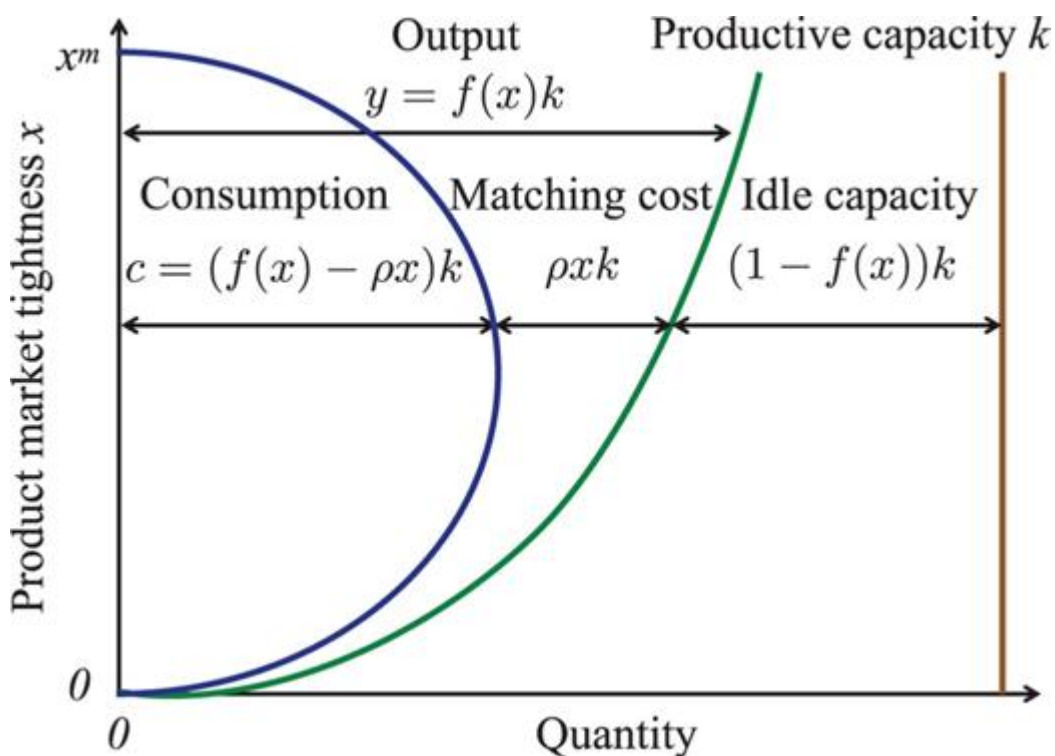 Output
Productive capacity k
x^m
y = f(x)k
Consumption
Matching cost
Idle capacity
c = (f(x) − ρx)k
ρxk
(1 − f(x))k
Product market tightness x
0
0
Quantity